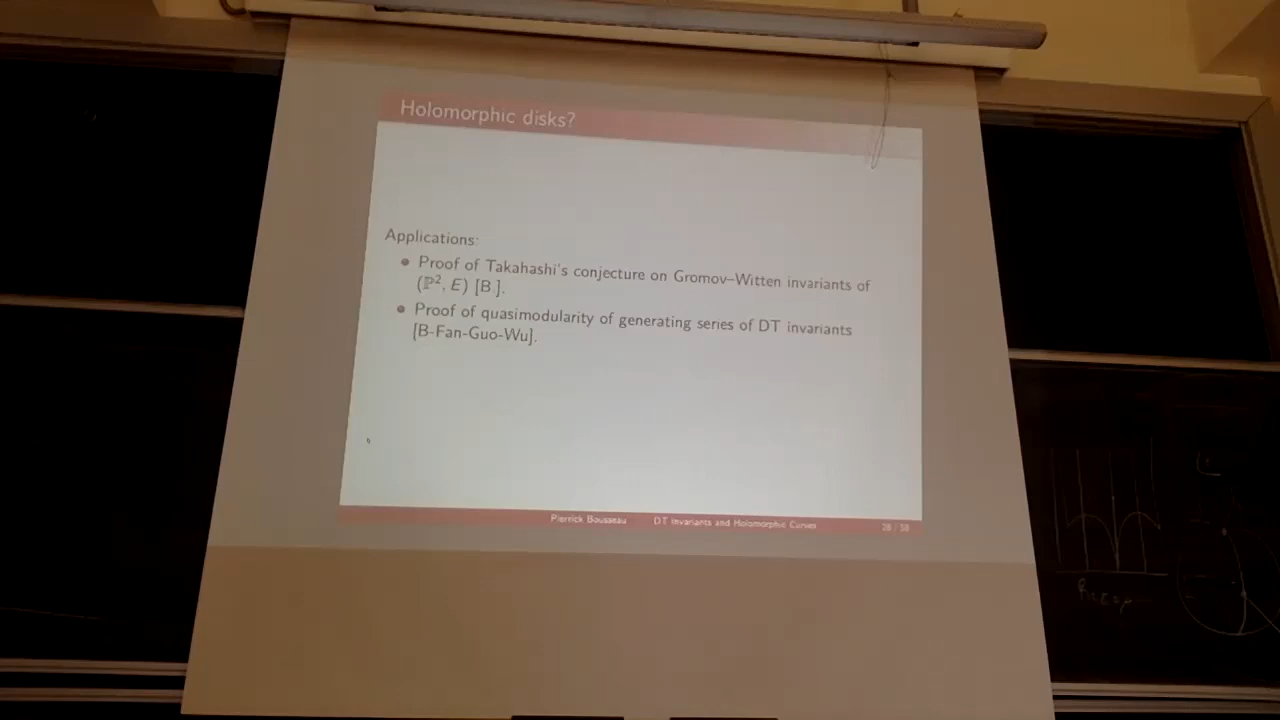 Holomorphic disks?
Applications:
• Proof of Takahashi's conjecture on Gromov–Witten invariants of
(ℙ², E) [B ].
• Proof of quasimodularity of generating series of DT invariants
[B-Fan-Guo-Wu].
Pierrick Bousseau DT Invariants and Holomorphic Curves